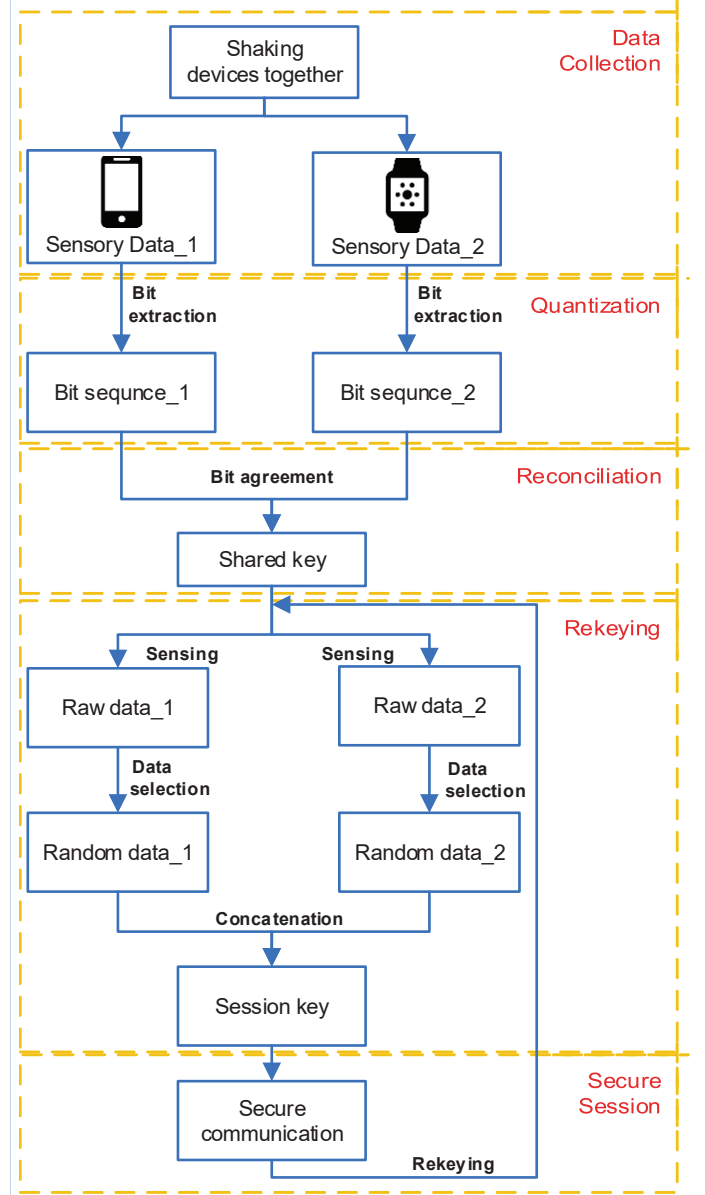 Shaking
devices together
Data
Collection
Sensory Data_1
Sensory Data_2
Bit
extraction
Bit
extraction
Quantization
Bit sequnce_1
Bit sequnce_2
Bit agreement
Reconciliation
Shared key
Rekeying
Sensing
Sensing
Raw data_1
Raw data_2
Data
selection
Data
selection
Random data_1
Random data_2
Concatenation
Session key
Secure
Session
Secure
communication
Rekeying